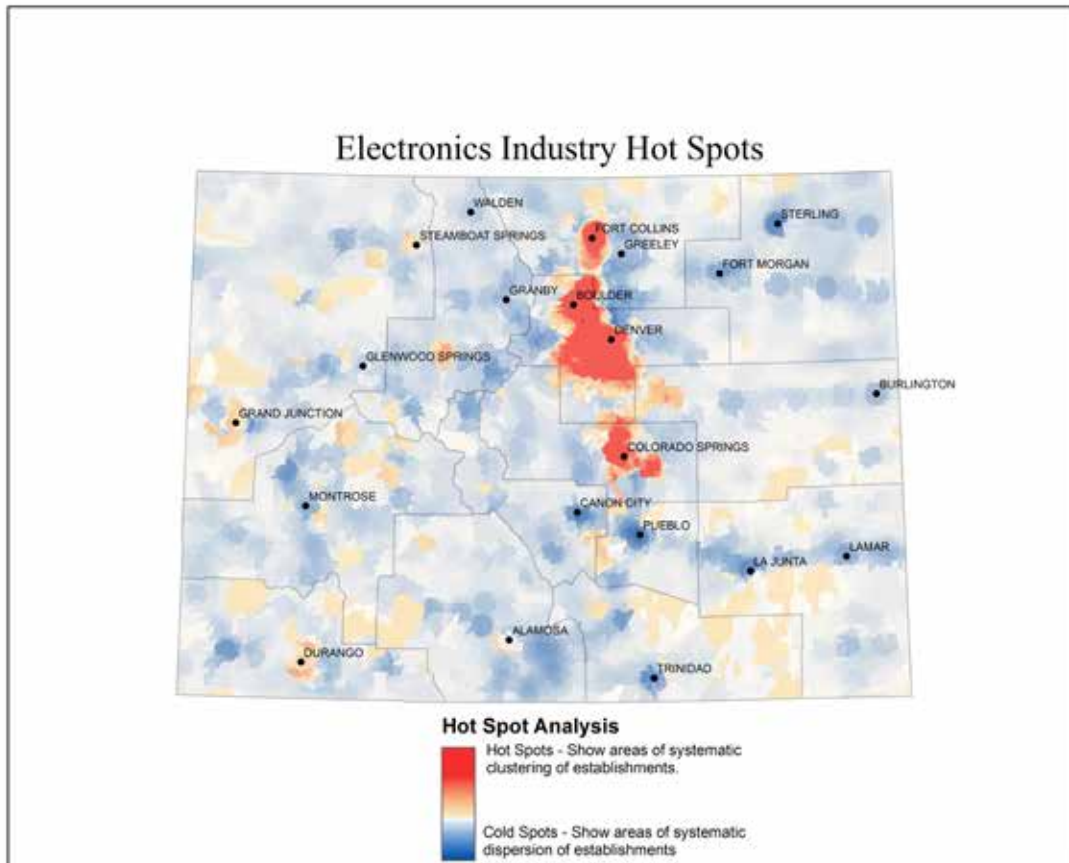 Electronics Industry Hot Spots
WALDEN
STERLING
FORT COLLINS
STEAMBOAT SPRINGS
GREELEY
FORT MORGAN
GRANBY
BOULDER
DENVER
GLENWOOD SPRINGS
BURLINGTON
GRAND JUNCTION
COLORADO SPRINGS
MONTROSE
CANON CITY
PUEBLO
LAMAR
LA JUNTA
ALAMOSA
DURANGO
TRINIDAD
Hot Spot Analysis
Hot Spots - Show areas of systematic
clustering of establishments.
Cold Spots - Show areas of systematic
dispersion of establishments